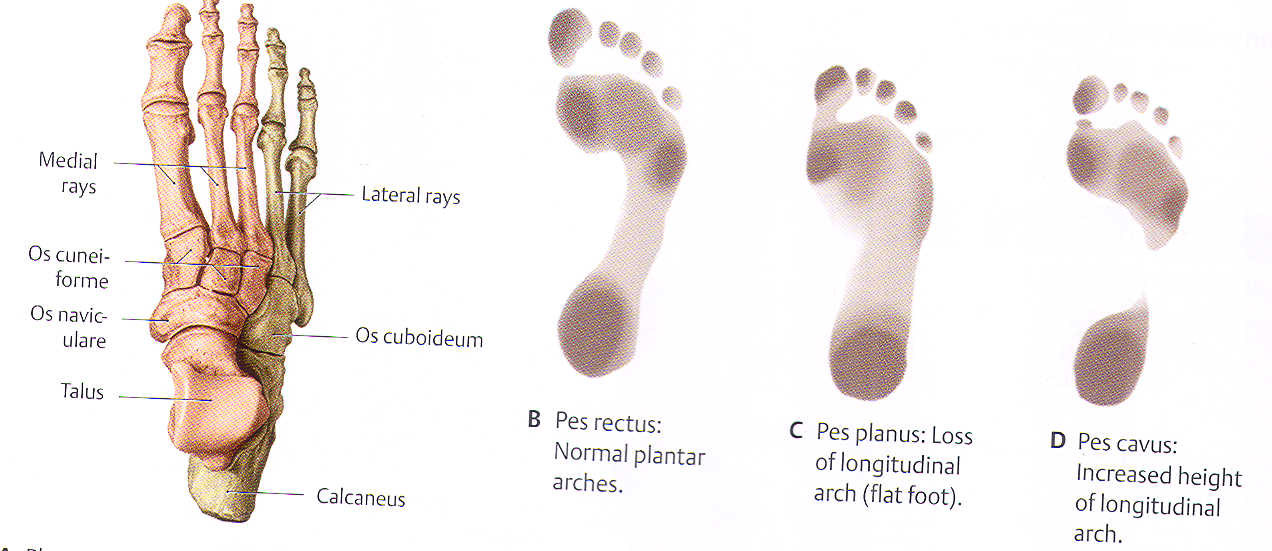 Medial
rays
Lateral rays
Os cunei-
forme
Os navic-
ulare
Os cuboideum
Talus
Calcaneus
B Pes rectus:
Normal plantar
arches.
C Pes planus: Loss
of longitudinal
arch (flat foot).
D Pes cavus:
Increased height
of longitudinal
arch.